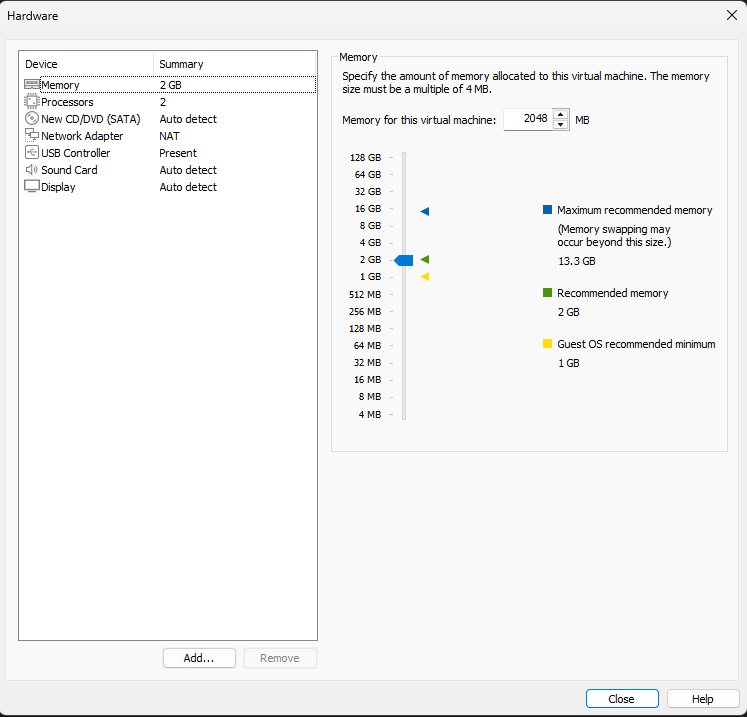 Hardware
Device Summary
Memory 2 GB
Processors 2
New CD/DVD (SATA) Auto detect
Network Adapter NAT
USB Controller Present
Sound Card Auto detect
Display Auto detect
Add...
Remove
Memory
Specify the amount of memory allocated to this virtual machine. The memory
size must be a multiple of 4 MB.
Memory for this virtual machine: 2048 MB
128 GB
64 GB
32 GB
16 GB
8 GB
4 GB
2 GB
1 GB
512 MB
256 MB
128 MB
64 MB
32 MB
16 MB
8 MB
4 MB
Maximum recommended memory
(Memory swapping may
occur beyond this size.)
13.3 GB
Recommended memory
2 GB
Guest OS recommended minimum
1 GB
Close
Help